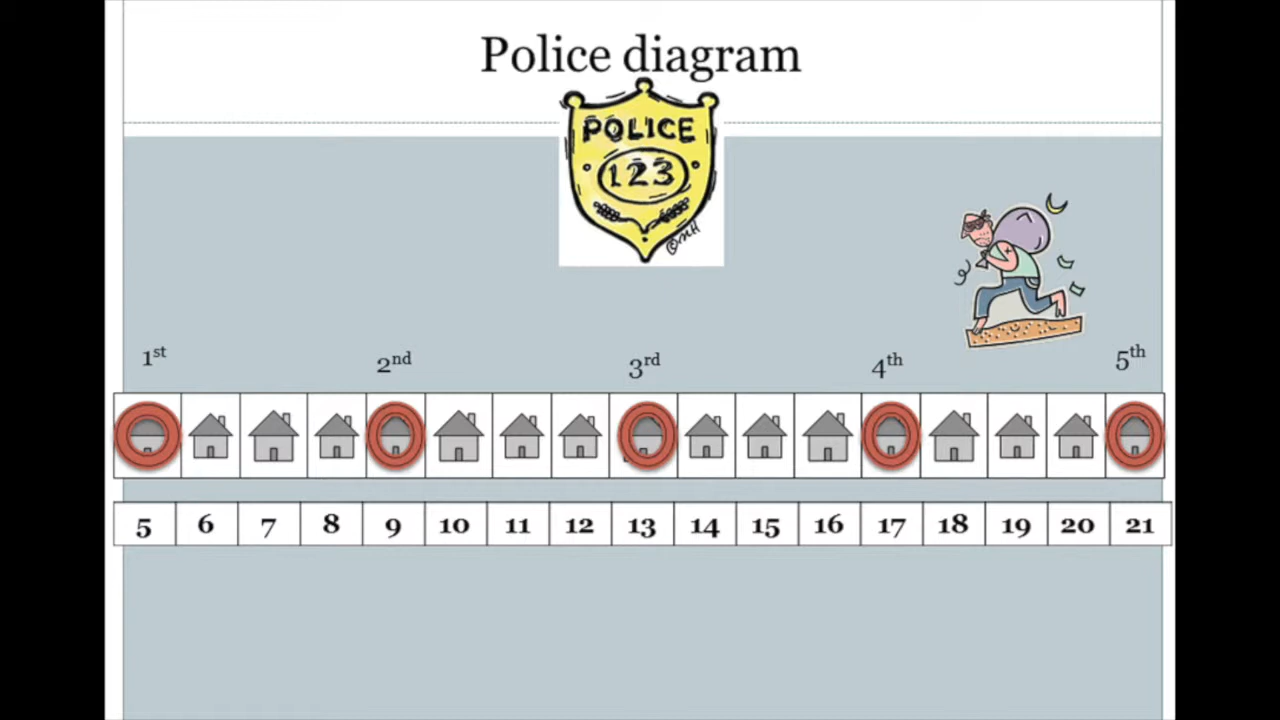 Police diagram
POLICE
123
©MH
1st 2nd 3rd 4th 5th
5 6 7 8 9 10 11 12 13 14 15 16 17 18 19 20 21